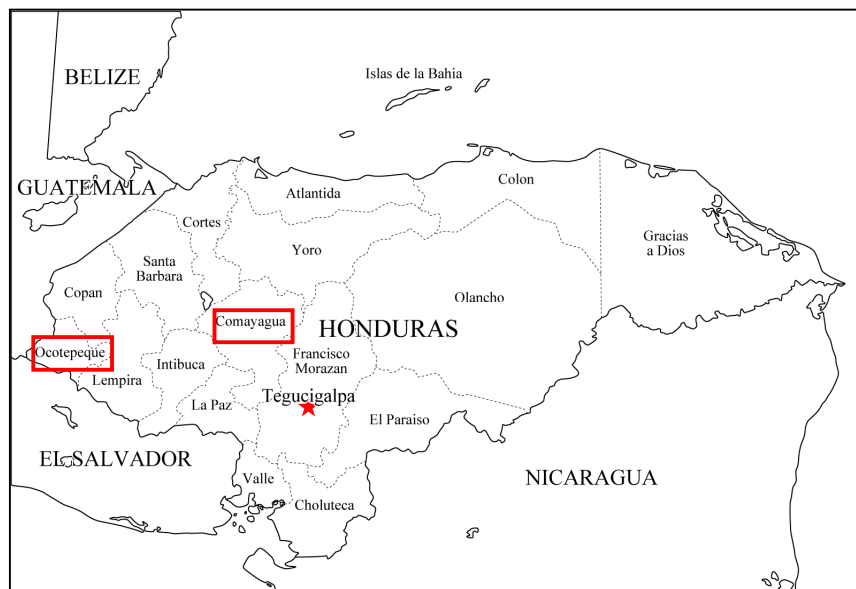 BELIZE
Islas de la Bahia
GUATEMALA
Atlantida
Colon
Cortes
Yoro
Gracias
a Dios
Santa
Barbara
Copan
Olancho
Comayagua
HONDURAS
Ocotepeque
Francisco
Morazan
Intibuca
Lempira
Tegucigalpa
La Paz
El Paraiso
EL SALVADOR
Valle
NICARAGUA
Choluteca